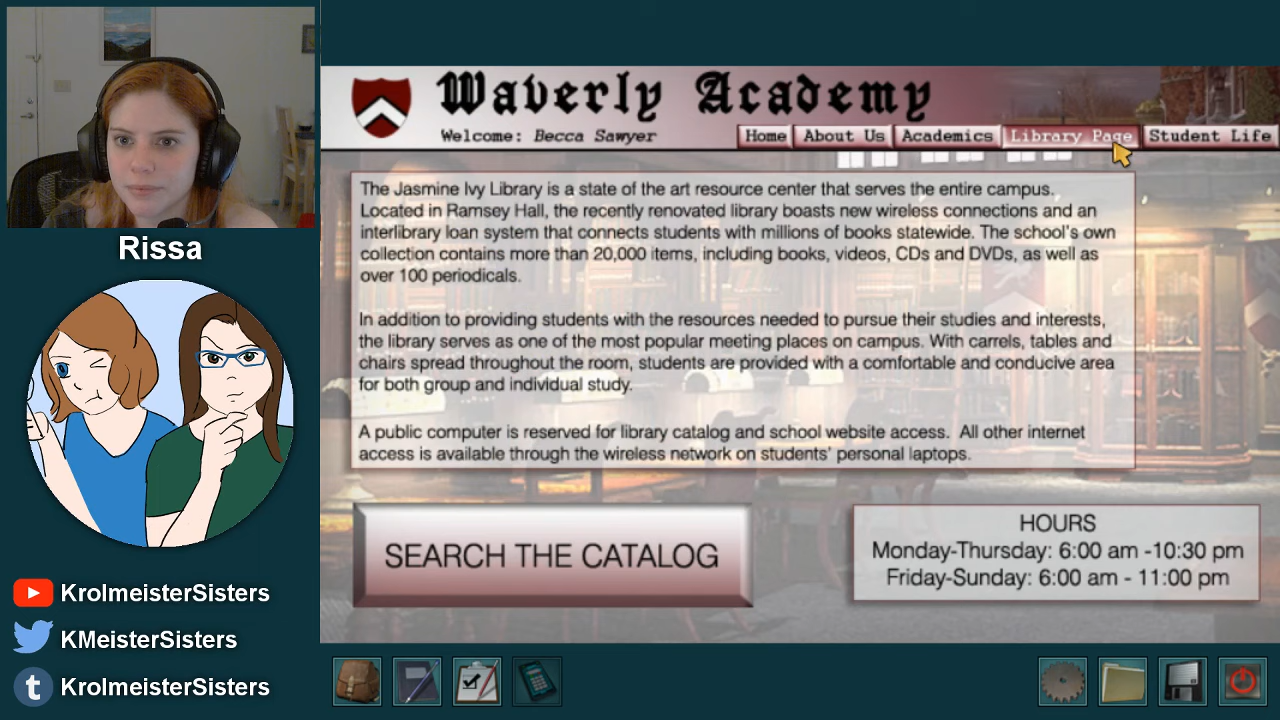 Waverly Academy
Welcome: Becca Sawyer
Home About Us Academics Library Page Student Life
The Jasmine Ivy Library is a state of the art resource center that serves the entire campus.
Located in Ramsey Hall, the recently renovated library boasts new wireless connections and an
interlibrary loan system that connects students with millions of books statewide. The school's own
collection contains more than 20,000 items, including books, videos, CDs and DVDs, as well as
over 100 periodicals.
In addition to providing students with the resources needed to pursue their studies and interests,
the library serves as one of the most popular meeting places on campus. With carrels, tables and
chairs spread throughout the room, students are provided with a comfortable and conducive area
for both group and individual study.
A public computer is reserved for library catalog and school website access. All other internet
access is available through the wireless network on students' personal laptops.
SEARCH THE CATALOG
HOURS
Monday-Thursday: 6:00 am -10:30 pm
Friday-Sunday: 6:00 am - 11:00 pm
Rissa
KrolmeisterSisters
KMeisterSisters
t KrolmeisterSisters